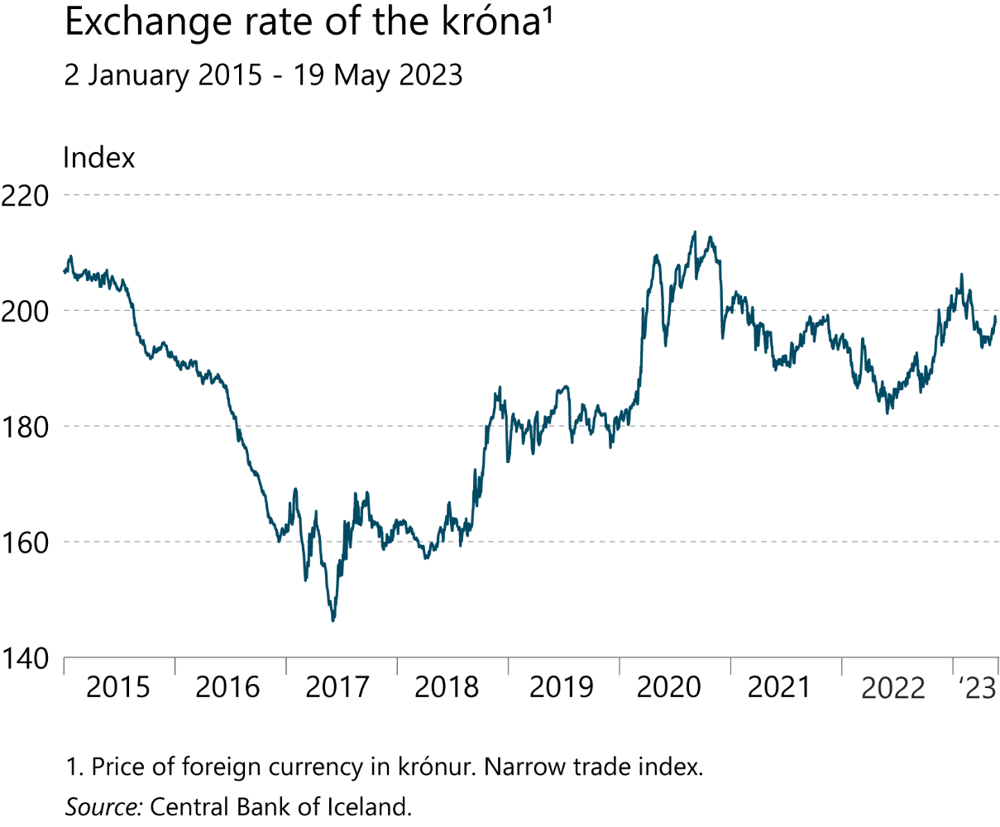 Exchange rate of the króna¹
2 January 2015 - 19 May 2023
Index
220
200
180
160
140
2015 2016 2017 2018 2019 2020 2021 2022 ‘23
1. Price of foreign currency in krónur. Narrow trade index.
Source: Central Bank of Iceland.